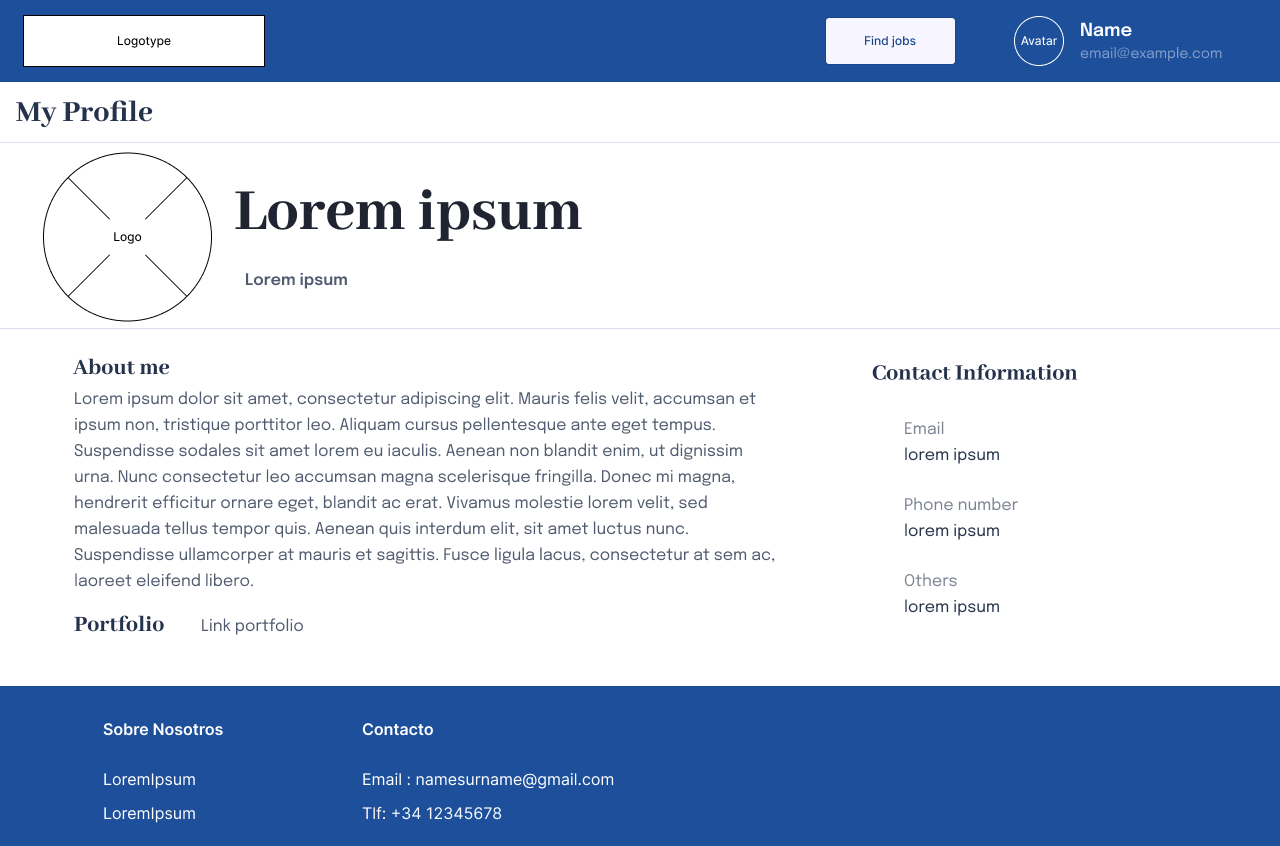 Logotype
Find jobs
Avatar
Name
email@example.com
My Profile
Logo
Lorem ipsum
Lorem ipsum
About me
Lorem ipsum dolor sit amet, consectetur adipiscing elit. Mauris felis velit, accumsan et
ipsum non, tristique porttitor leo. Aliquam cursus pellentesque ante eget tempus.
Suspendisse sodales sit amet lorem eu iaculis. Aenean non blandit enim, ut dignissim
urna. Nunc consectetur leo accumsan magna scelerisque fringilla. Donec mi magna,
hendrerit efficitur ornare eget, blandit ac erat. Vivamus molestie lorem velit, sed
malesuada tellus tempor quis. Aenean quis interdum elit, sit amet luctus nunc.
Suspendisse ullamcorper at mauris et sagittis. Fusce ligula lacus, consectetur at sem ac,
laoreet eleifend libero.
Portfolio
Link portfolio
Contact Information
Email
lorem ipsum
Phone number
lorem ipsum
Others
lorem ipsum
Sobre Nosotros
LoremIpsum
LoremIpsum
Contacto
Email : namesurname@gmail.com
Tlf: +34 12345678